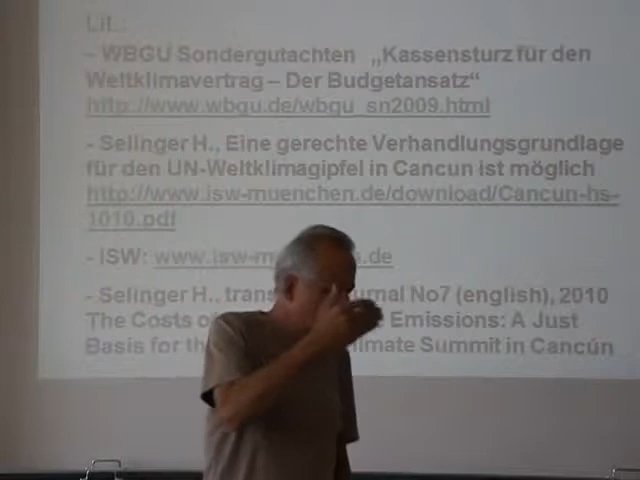 Lit.:
- WBGU Sondergutachten „Kassensturz für den
Weltklimavertrag – Der Budgetansatz“
http://www.wbgu.de/wbgu_sn2009.html
- Selinger H., Eine gerechte Verhandlungsgrundlage
für den UN-Weltklimagipfel in Cancun ist möglich
http://www.isw-muenchen.de/download/Cancun-hs-
1010.pdf
- ISW: www.isw-m .de
- Selinger H., trans rnal No7 (english), 2010
The Costs o Emissions: A Just
Basis for th limate Summit in Cancún